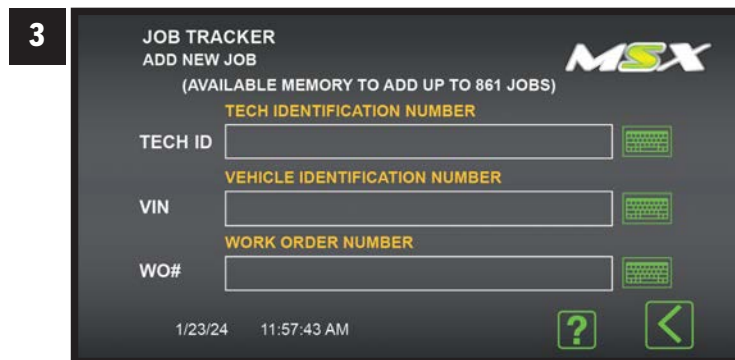 3
JOB TRACKER
ADD NEW JOB
MSX
(AVAILABLE MEMORY TO ADD UP TO 861 JOBS)
TECH IDENTIFICATION NUMBER
TECH ID
VEHICLE IDENTIFICATION NUMBER
VIN
WORK ORDER NUMBER
WO#
1/23/24 11:57:43 AM ?